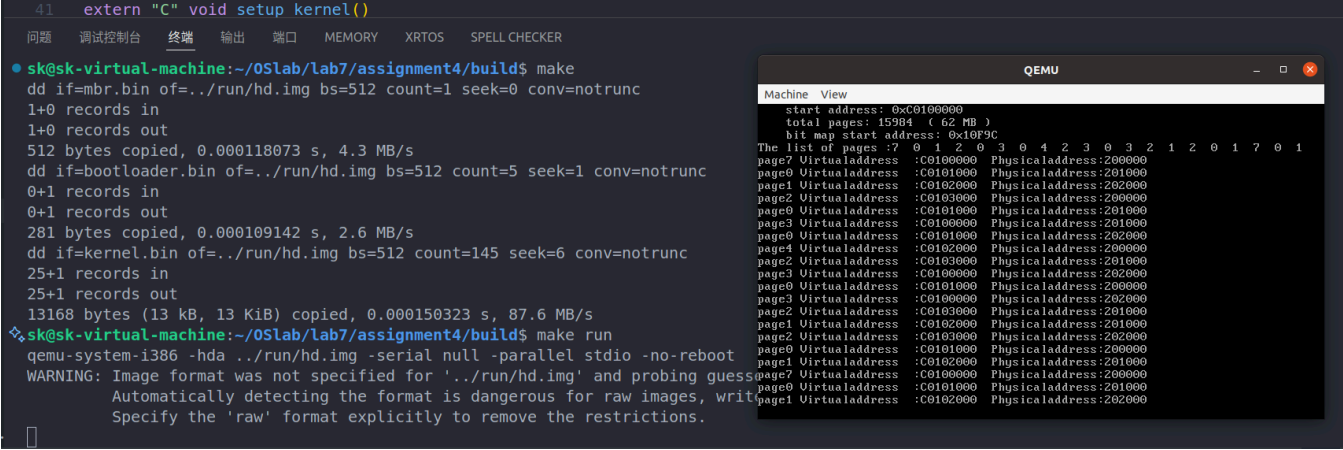 41 extern "C" void setup kernel()
问题 调试控制台 终端 输出 端口 MEMORY XRTOS SPELL CHECKER
sk@sk-virtual-machine:~/OSlab/lab7/assignment4/build$ make
dd if=mbr.bin of=../run/hd.img bs=512 count=1 seek=0 conv=notrunc
1+0 records in
1+0 records out
512 bytes copied, 0.000118073 s, 4.3 MB/s
dd if=bootloader.bin of=../run/hd.img bs=512 count=5 seek=1 conv=notrunc
0+1 records in
0+1 records out
281 bytes copied, 0.000109142 s, 2.6 MB/s
dd if=kernel.bin of=../run/hd.img bs=512 count=145 seek=6 conv=notrunc
25+1 records in
25+1 records out
13168 bytes (13 kB, 13 KiB) copied, 0.000150323 s, 87.6 MB/s
sk@sk-virtual-machine:~/OSlab/lab7/assignment4/build$ make run
qemu-system-i386 -hda ../run/hd.img -serial null -parallel stdio -no-reboot
WARNING: Image format was not specified for '../run/hd.img' and probing guess
Automatically detecting the format is dangerous for raw images, writ
Specify the 'raw' format explicitly to remove the restrictions.
QEMU
Machine View
start address: 0xC0100000
total pages: 15984 ( 62 MB )
bit map start address: 0x10F9C
The list of pages :7 0 1 2 0 3 0 4 2 3 0 3 2 1 2 0 1 7 0 1
page7 Virtualaddress :C0100000 Physicaladdress:200000
page0 Virtualaddress :C0101000 Physicaladdress:201000
page1 Virtualaddress :C0102000 Physicaladdress:202000
page2 Virtualaddress :C0103000 Physicaladdress:200000
page0 Virtualaddress :C0101000 Physicaladdress:201000
page3 Virtualaddress :C0100000 Physicaladdress:201000
page0 Virtualaddress :C0101000 Physicaladdress:202000
page4 Virtualaddress :C0102000 Physicaladdress:200000
page2 Virtualaddress :C0103000 Physicaladdress:201000
page3 Virtualaddress :C0100000 Physicaladdress:202000
page0 Virtualaddress :C0101000 Physicaladdress:200000
page3 Virtualaddress :C0100000 Physicaladdress:202000
page2 Virtualaddress :C0103000 Physicaladdress:201000
page1 Virtualaddress :C0102000 Physicaladdress:201000
page2 Virtualaddress :C0103000 Physicaladdress:202000
page0 Virtualaddress :C0101000 Physicaladdress:200000
page1 Virtualaddress :C0102000 Physicaladdress:201000
page7 Virtualaddress :C0100000 Physicaladdress:200000
page0 Virtualaddress :C0101000 Physicaladdress:201000
page1 Virtualaddress :C0102000 Physicaladdress:202000